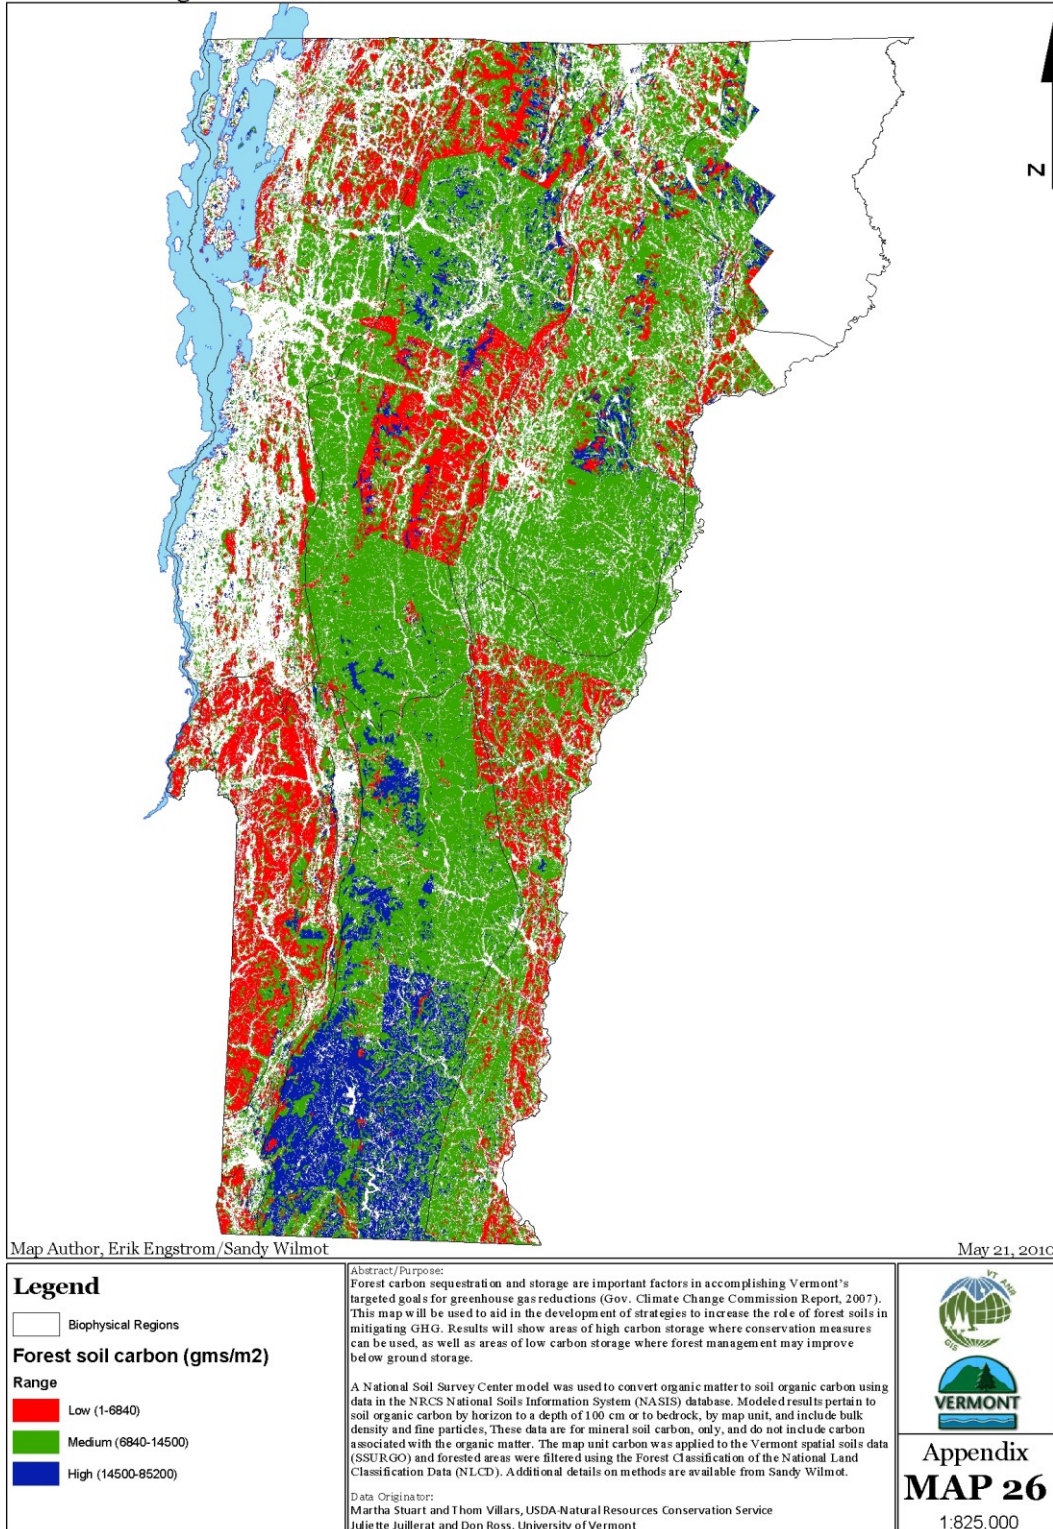 N
Map Author, Erik Engstrom/Sandy Wilmot
May 21, 2010
Legend
Biophysical Regions
Forest soil carbon (gms/m2)
Range
Low (1-6840)
Medium (6840-14500)
High (14500-85200)
Abstract/Purpose:
Forest carbon sequestration and storage are important factors in accomplishing Vermont's
targeted goals for greenhouse gas reductions (Gov. Climate Change Commission Report, 2007).
This map will be used to aid in the development of strategies to increase the role of forest soils in
mitigating GHG. Results will show areas of high carbon storage where conservation measures
can be used, as well as areas of low carbon storage where forest management may improve
below ground storage.
A National Soil Survey Center model was used to convert organic matter to soil organic carbon using
data in the NRCS National Soils Information System (NASIS) database. Modeled results pertain to
soil organic carbon by horizon to a depth of 100 cm or to bedrock, by map unit, and include bulk
density and fine particles, These data are for mineral soil carbon, only, and do not include carbon
associated with the organic matter. The map unit carbon was applied to the Vermont spatial soils data
(SSURGO) and forested areas were filtered using the Forest Classification of the National Land
Classification Data (NLCD). Additional details on methods are available from Sandy Wilmot.
Data Originator:
Martha Stuart and Thom Villars, USDA-Natural Resources Conservation Service
Juliette Juillerat and Don Ross, University of Vermont
VT ANR
GIS
VERMONT
Appendix
MAP 26
1:825,000